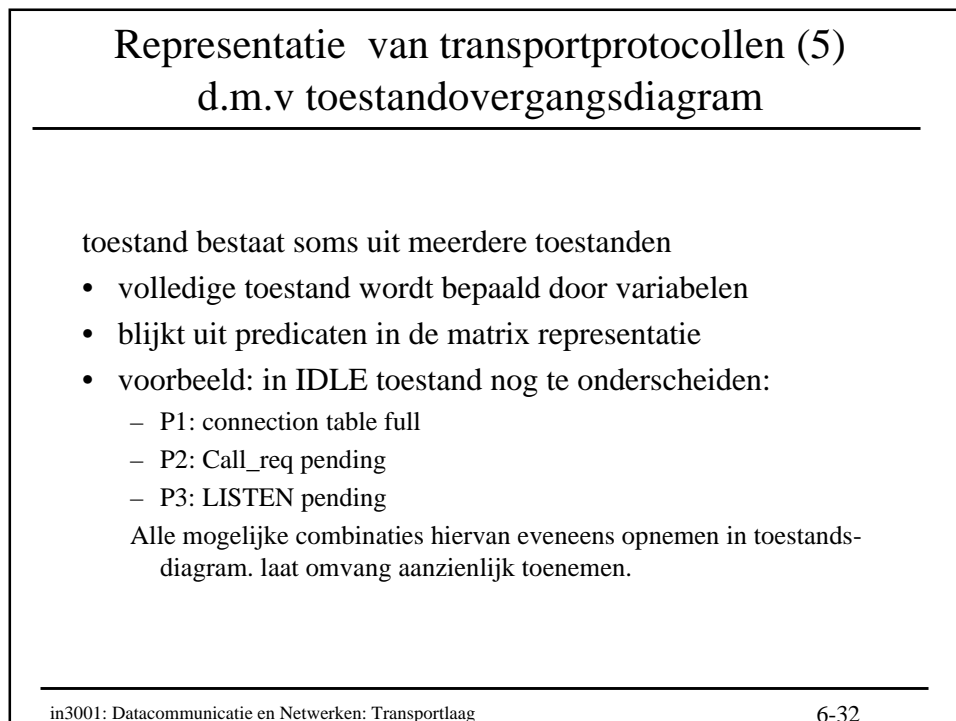 Representatie van transportprotocollen (5)
d.m.v toestandovergangsdiagram
toestand bestaat soms uit meerdere toestanden
• volledige toestand wordt bepaald door variabelen
• blijkt uit predicaten in de matrix representatie
• voorbeeld: in IDLE toestand nog te onderscheiden:
– P1: connection table full
– P2: Call_req pending
– P3: LISTEN pending
Alle mogelijke combinaties hiervan eveneens opnemen in toestands-
diagram. laat omvang aanzienlijk toenemen.
in3001: Datacommunicatie en Netwerken: Transportlaag
6-32